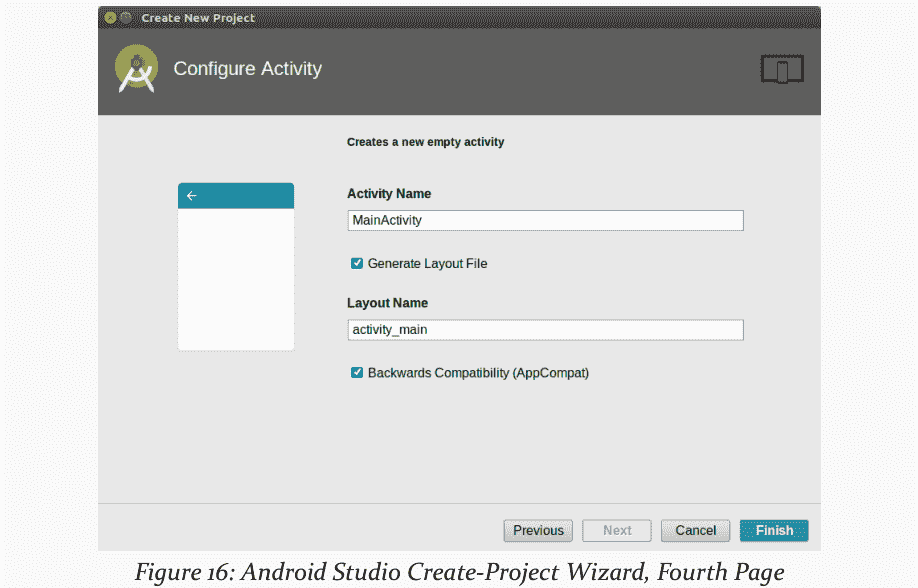 Create New Project
Configure Activity
Creates a new empty activity
Activity Name
MainActivity
Generate Layout File
Layout Name
activity_main
Backwards Compatibility (AppCompat)
Previous Next Cancel Finish
Figure 16: Android Studio Create-Project Wizard, Fourth Page